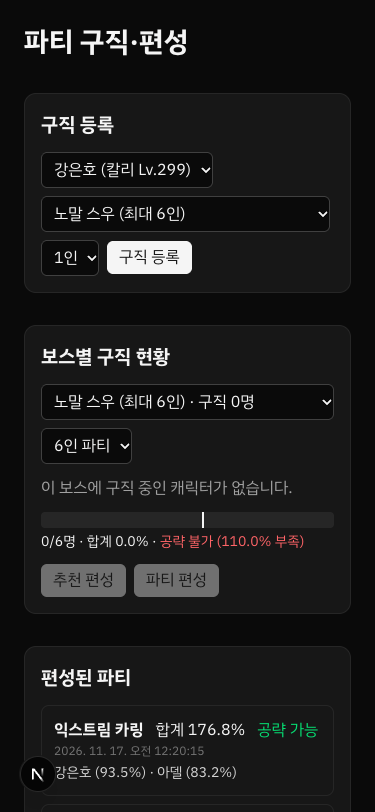 파티 구직·편성
구직 등록
강은호 (칼리 Lv.299)
노말 스우 (최대 6인)
1인 구직 등록
보스별 구직 현황
노말 스우 (최대 6인) · 구직 0명
6인 파티
이 보스에 구직 중인 캐릭터가 없습니다.
0/6명 · 합계 0.0% · 공략 불가 (110.0% 부족)
추천 편성 파티 편성
편성된 파티
익스트림 카링 합계 176.8% 공략 가능
2026. 11. 17. 오전 12:20:15
강은호 (93.5%) · 아델 (83.2%)
N